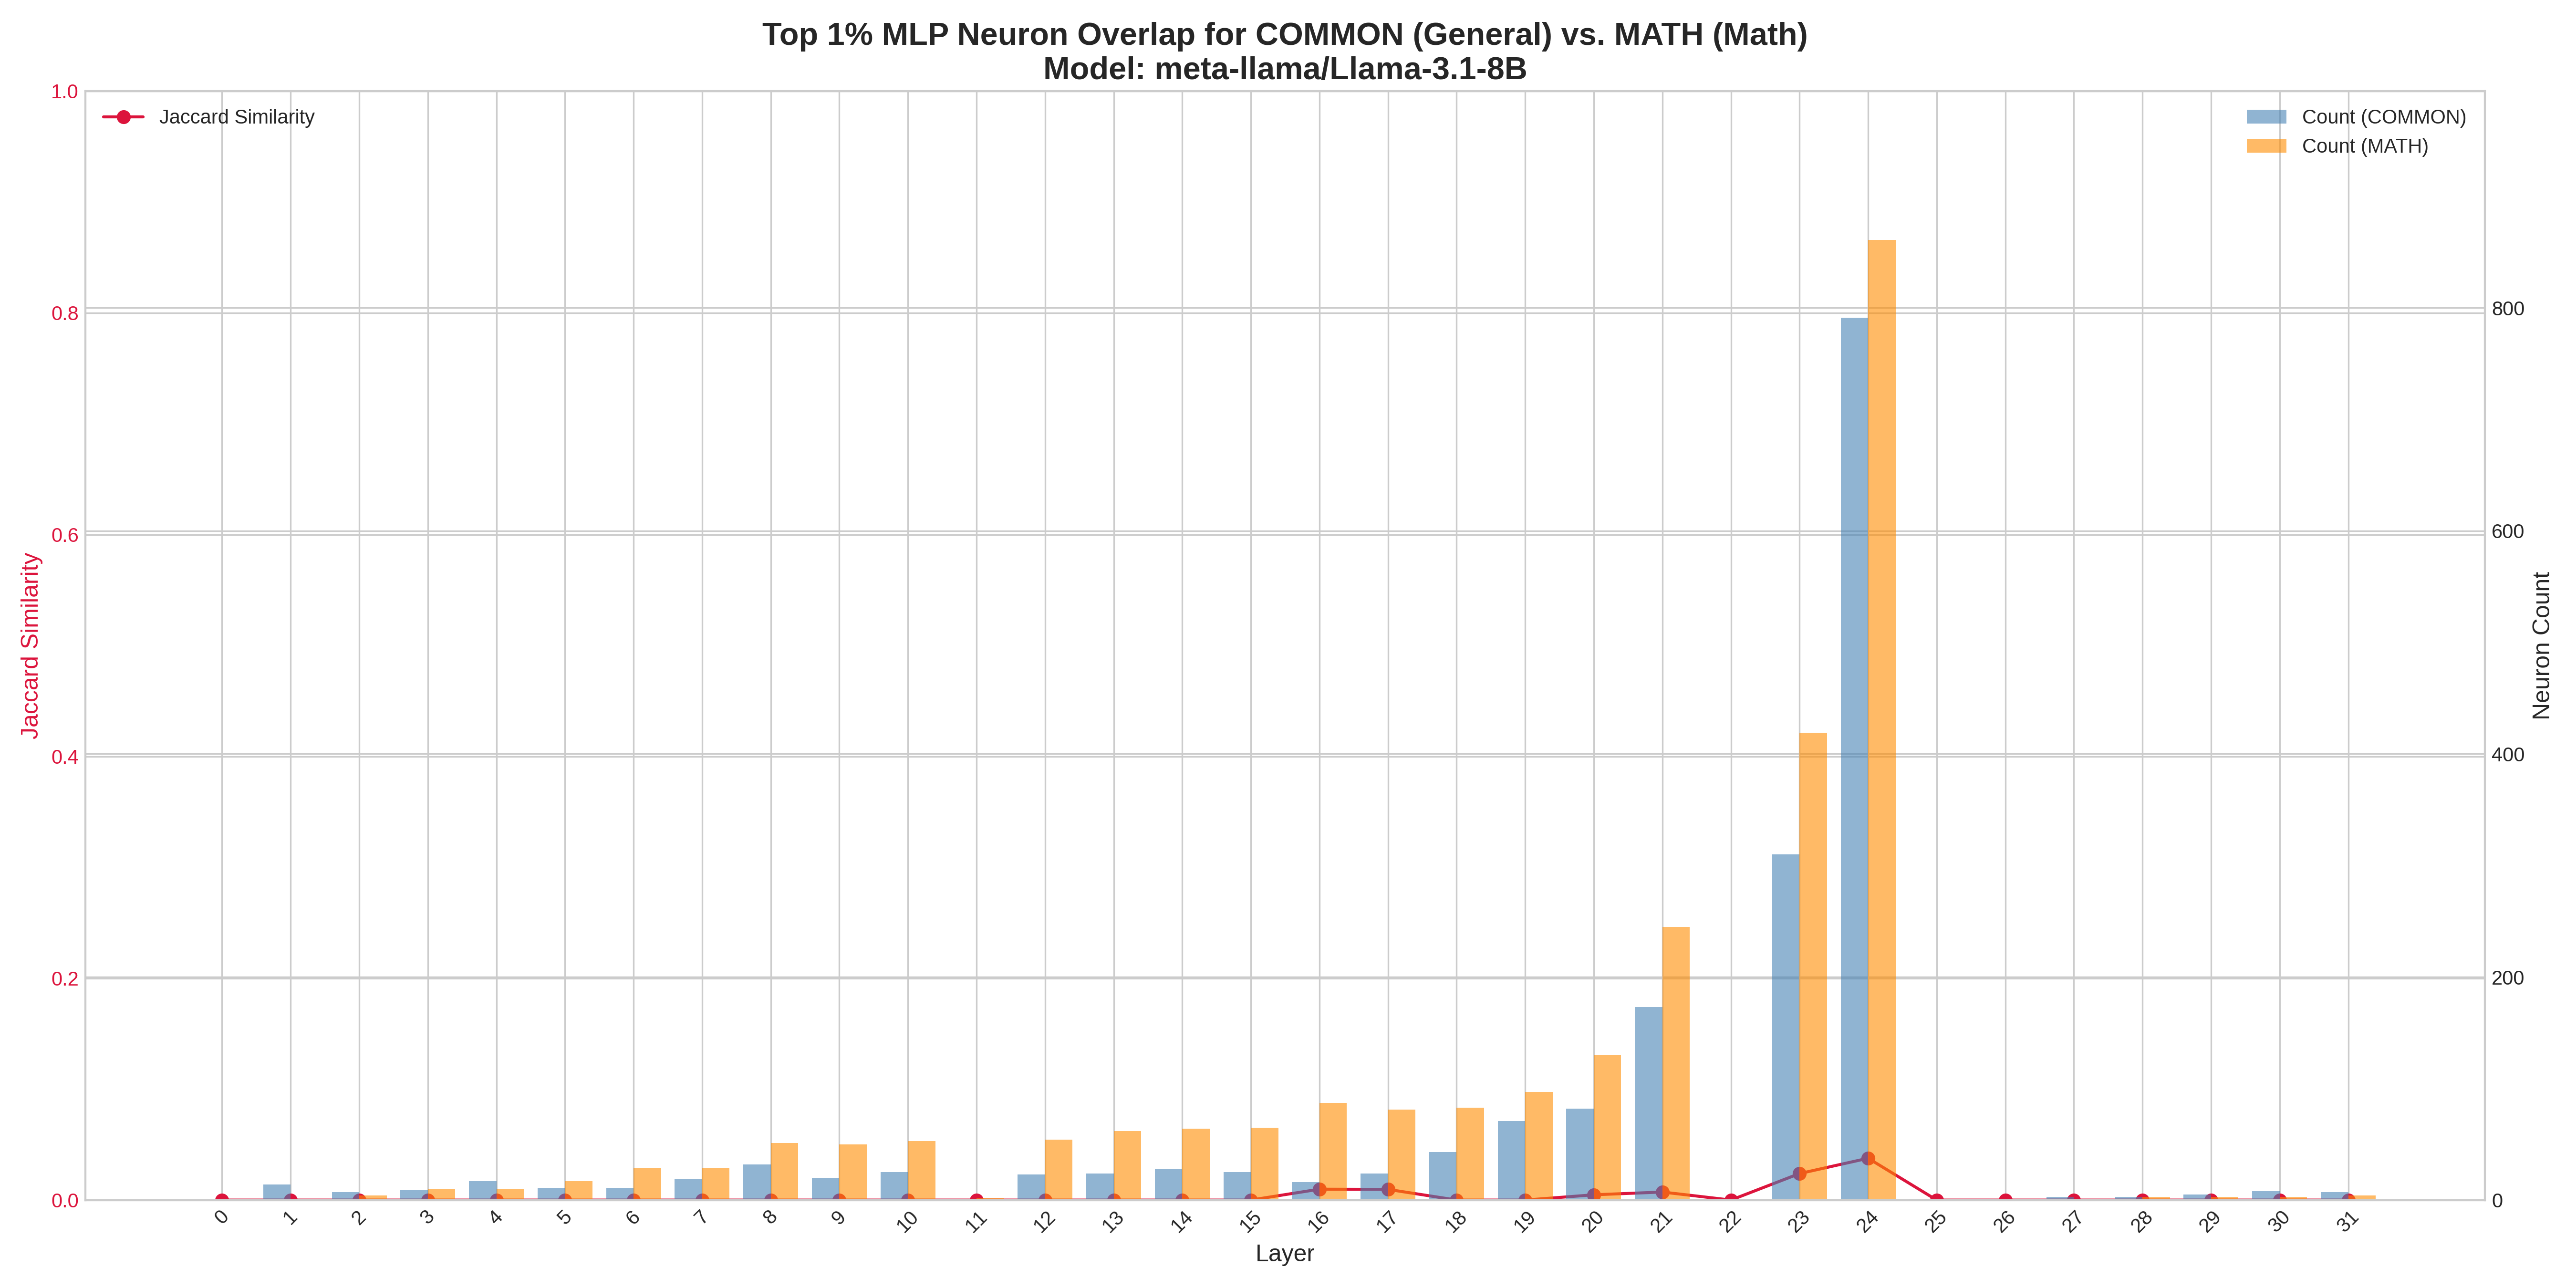 Top 1% MLP Neuron Overlap for COMMON (General) vs. MATH (Math)
Model: meta-llama/Llama-3.1-8B
Jaccard Similarity
Count (COMMON)
Count (MATH)
1.0
0.8
0.6
0.4
0.2
0.0
Jaccard Similarity
800
600
400
200
0
Neuron Count
0 1 2 3 4 5 6 7 8 9 10 11 12 13 14 15 16 17 18 19 20 21 22 23 24 25 26 27 28 29 30 31
Layer